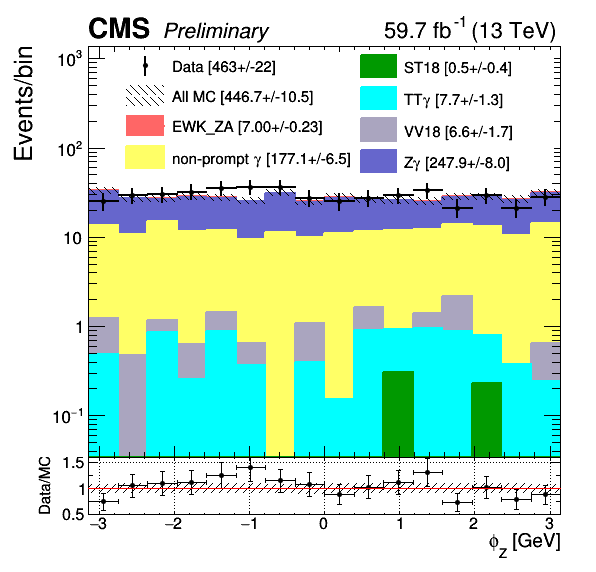 CMS Preliminary 59.7 fb⁻¹ (13 TeV)
Events/bin
10³
10²
10
1
10⁻¹
Data [463+/-22]
All MC [446.7+/-10.5]
EWK_ZA [7.00+/-0.23]
non-prompt γ [177.1+/-6.5]
ST18 [0.5+/-0.4]
TTγ [7.7+/-1.3]
VV18 [6.6+/-1.7]
Zγ [247.9+/-8.0]
Data/MC
1.5
1
0.5
−3 −2 −1 0 1 2 3
ϕ_Z [GeV]